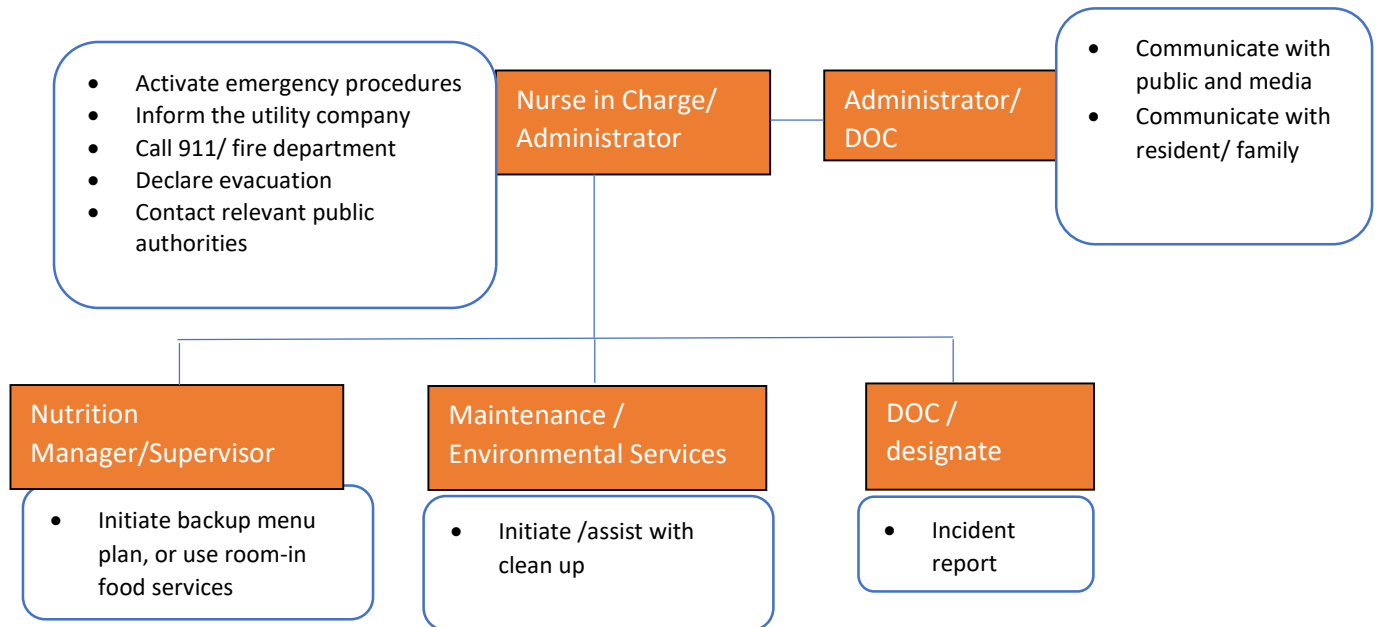 • Activate emergency procedures
• Inform the utility company
• Call 911/ fire department
• Declare evacuation
• Contact relevant public
authorities
Nurse in Charge/
Administrator
Administrator/
DOC
• Communicate with
public and media
• Communicate with
resident/ family
Nutrition
Manager/Supervisor
• Initiate backup menu
plan, or use room-in
food services
Maintenance /
Environmental Services
• Initiate /assist with
clean up
DOC /
designate
• Incident
report